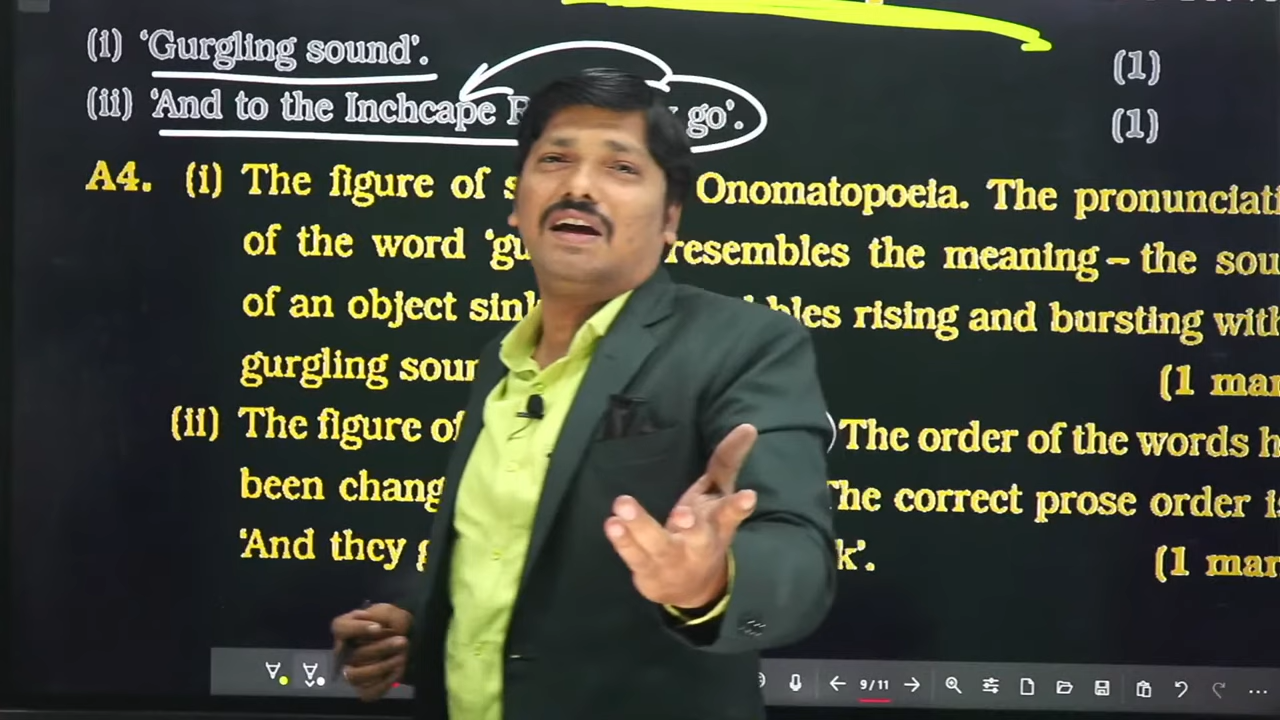 (i) 'Gurgling sound'. (1)
(ii) 'And to the Inchcape go'. (1)
A4. (i) The figure of Onomatopoeia. The pronunciati
of the word resembles the meaning – the sou
of an object bles rising and bursting with
gurgling (1 mar
(ii) The figure of The order of the words h
been The correct prose order is
'And they k'. (1 mar
9/11